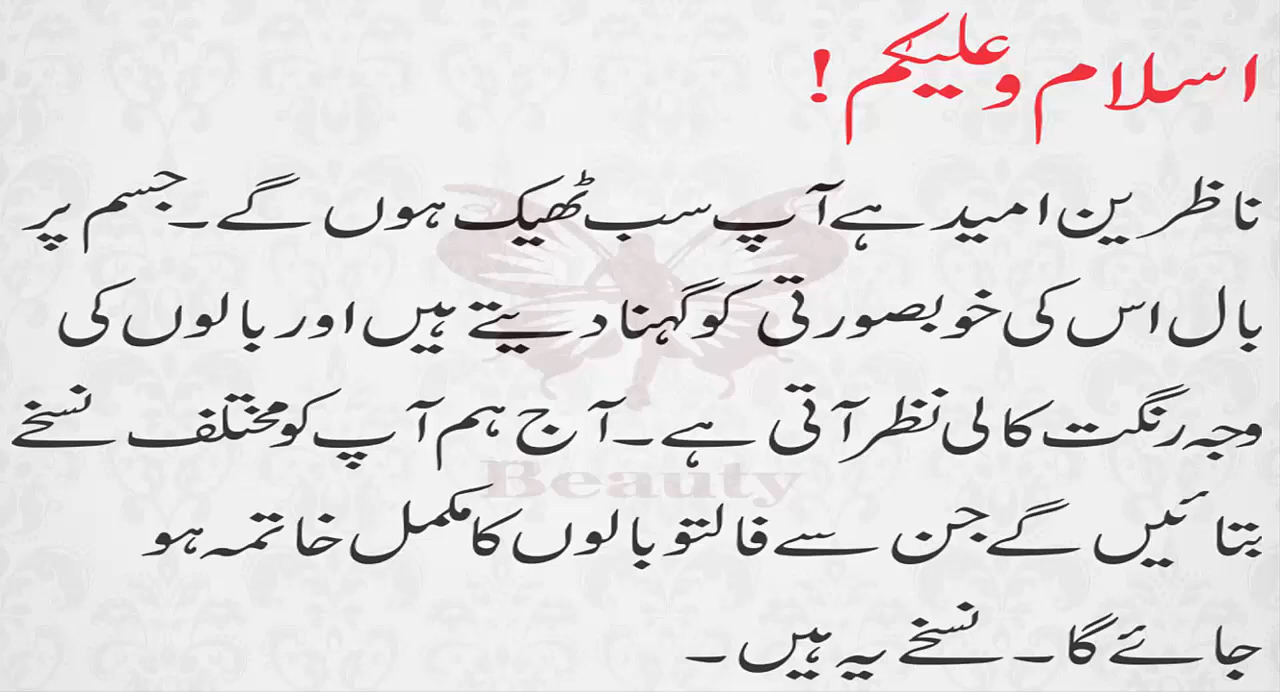 اسلام وعلیکم !
ناظرین امید ہے آپ سب ٹھیک ہوں گے۔ جسم پر
بال اس کی خوبصورتی کو گہنا دیتے ہیں اور بالوں کی
وجہ رنگت کالی نظر آتی ہے۔ آج ہم آپ کو مختلف نسخے
Beauty
بتائیں گے جن سے فالتو بالوں کا مکمل خاتمہ ہو
جائے گا۔ نسخے یہ ہیں۔